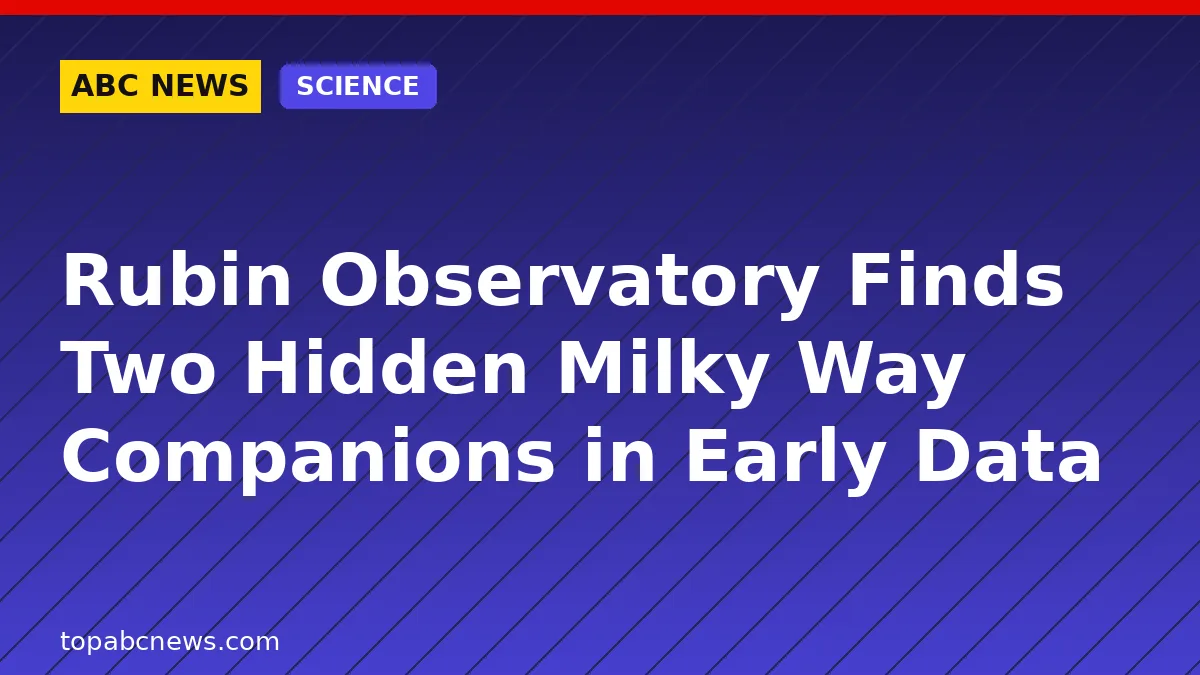 ABC NEWS
SCIENCE
Rubin Observatory Finds
Two Hidden Milky Way
Companions in Early Data
topabcnews.com